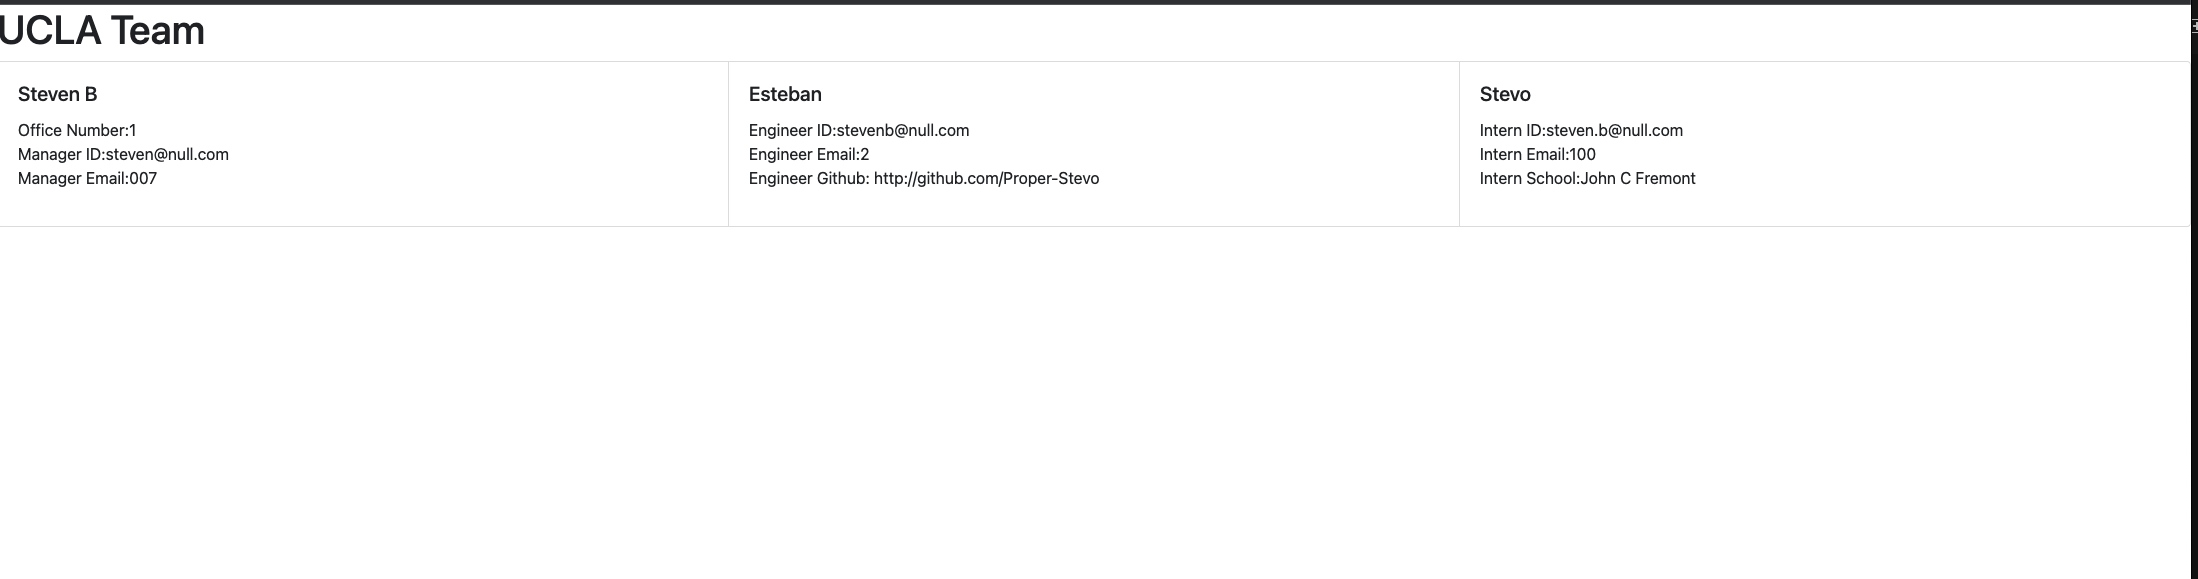 UCLA Team
Steven B
Office Number:1
Manager ID:steven@null.com
Manager Email:007
Esteban
Engineer ID:stevenb@null.com
Engineer Email:2
Engineer Github: http://github.com/Proper-Stevo
Stevo
Intern ID:steven.b@null.com
Intern Email:100
Intern School:John C Fremont